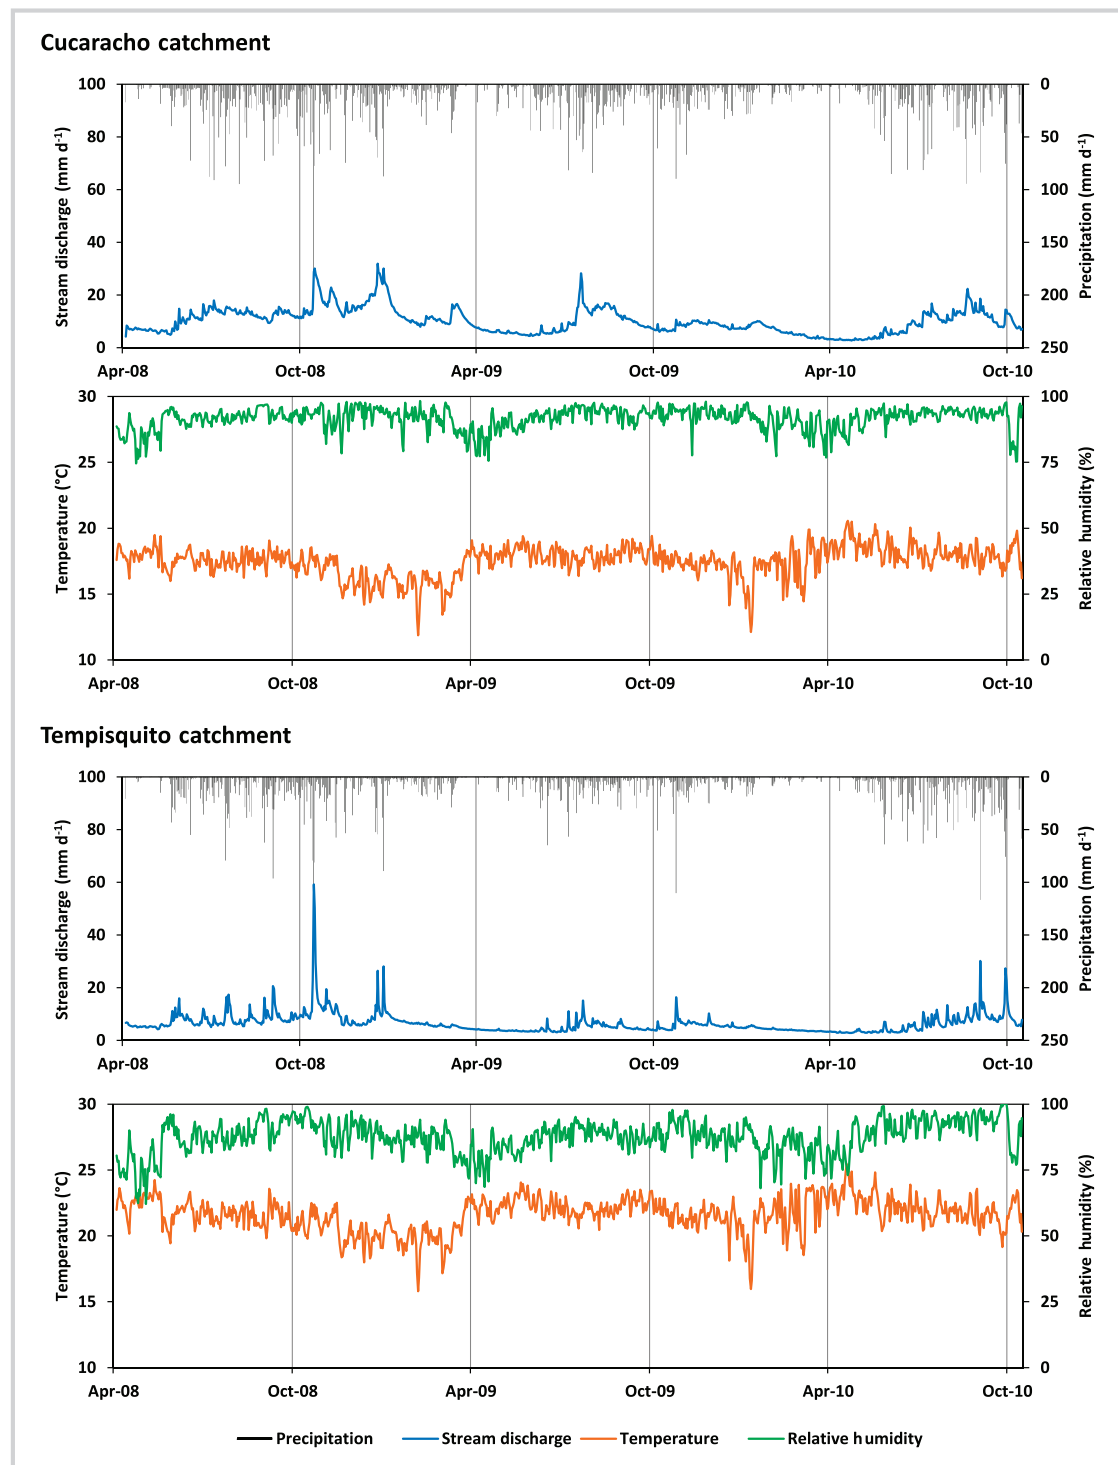 Cucaracho catchment
Stream discharge (mm d-1)
100
80
60
40
20
0
Precipitation (mm d-1)
0
50
100
150
200
250
Apr-08 Oct-08 Apr-09 Oct-09 Apr-10 Oct-10
Temperature (°C)
30
25
20
15
10
Relative humidity (%)
100
75
50
25
0
Apr-08 Oct-08 Apr-09 Oct-09 Apr-10 Oct-10
Tempisquito catchment
Stream discharge (mm d-1)
100
80
60
40
20
0
Precipitation (mm d-1)
0
50
100
150
200
250
Apr-08 Oct-08 Apr-09 Oct-09 Apr-10 Oct-10
Temperature (°C)
30
25
20
15
10
Relative humidity (%)
100
75
50
25
0
Apr-08 Oct-08 Apr-09 Oct-09 Apr-10 Oct-10
Precipitation Stream discharge Temperature Relative humidity